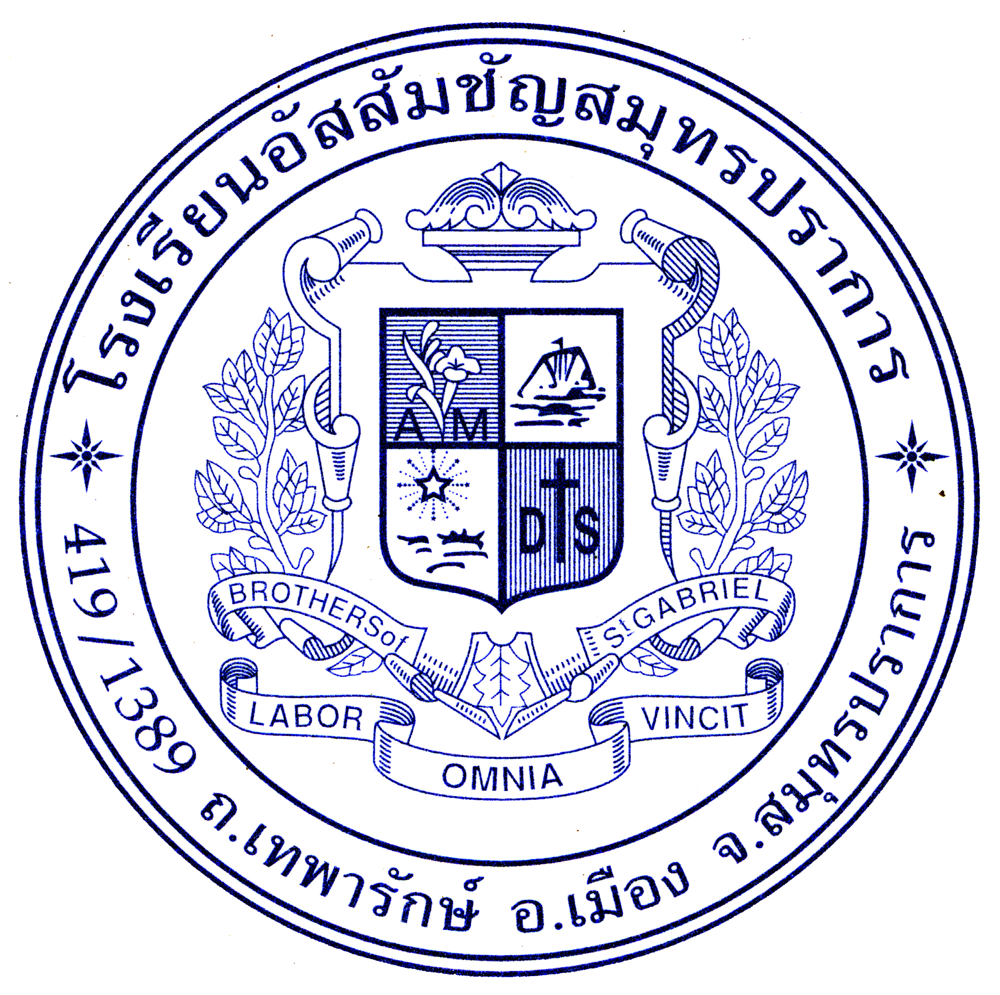 โรงเรียนอัสสัมชัญสมุทรปราการ
A M
D S
BROTHERS of St GABRIEL
LABOR OMNIA VINCIT
419/1389 ถ.เทพารักษ์ อ.เมือง จ.สมุทรปราการ